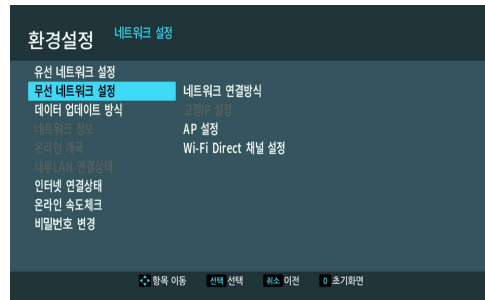 환경설정 네트워크 설정
유선 네트워크 설정
무선 네트워크 설정 네트워크 연결방식
데이터 업데이트 방식 고정IP 설정
네트워크 정보 AP 설정
온라인 개국 Wi-Fi Direct 채널 설정
내부LAN 연결상태
인터넷 연결상태
온라인 속도체크
비밀번호 변경
항목 이동 선택 선택 취소 이전 0 초기화면